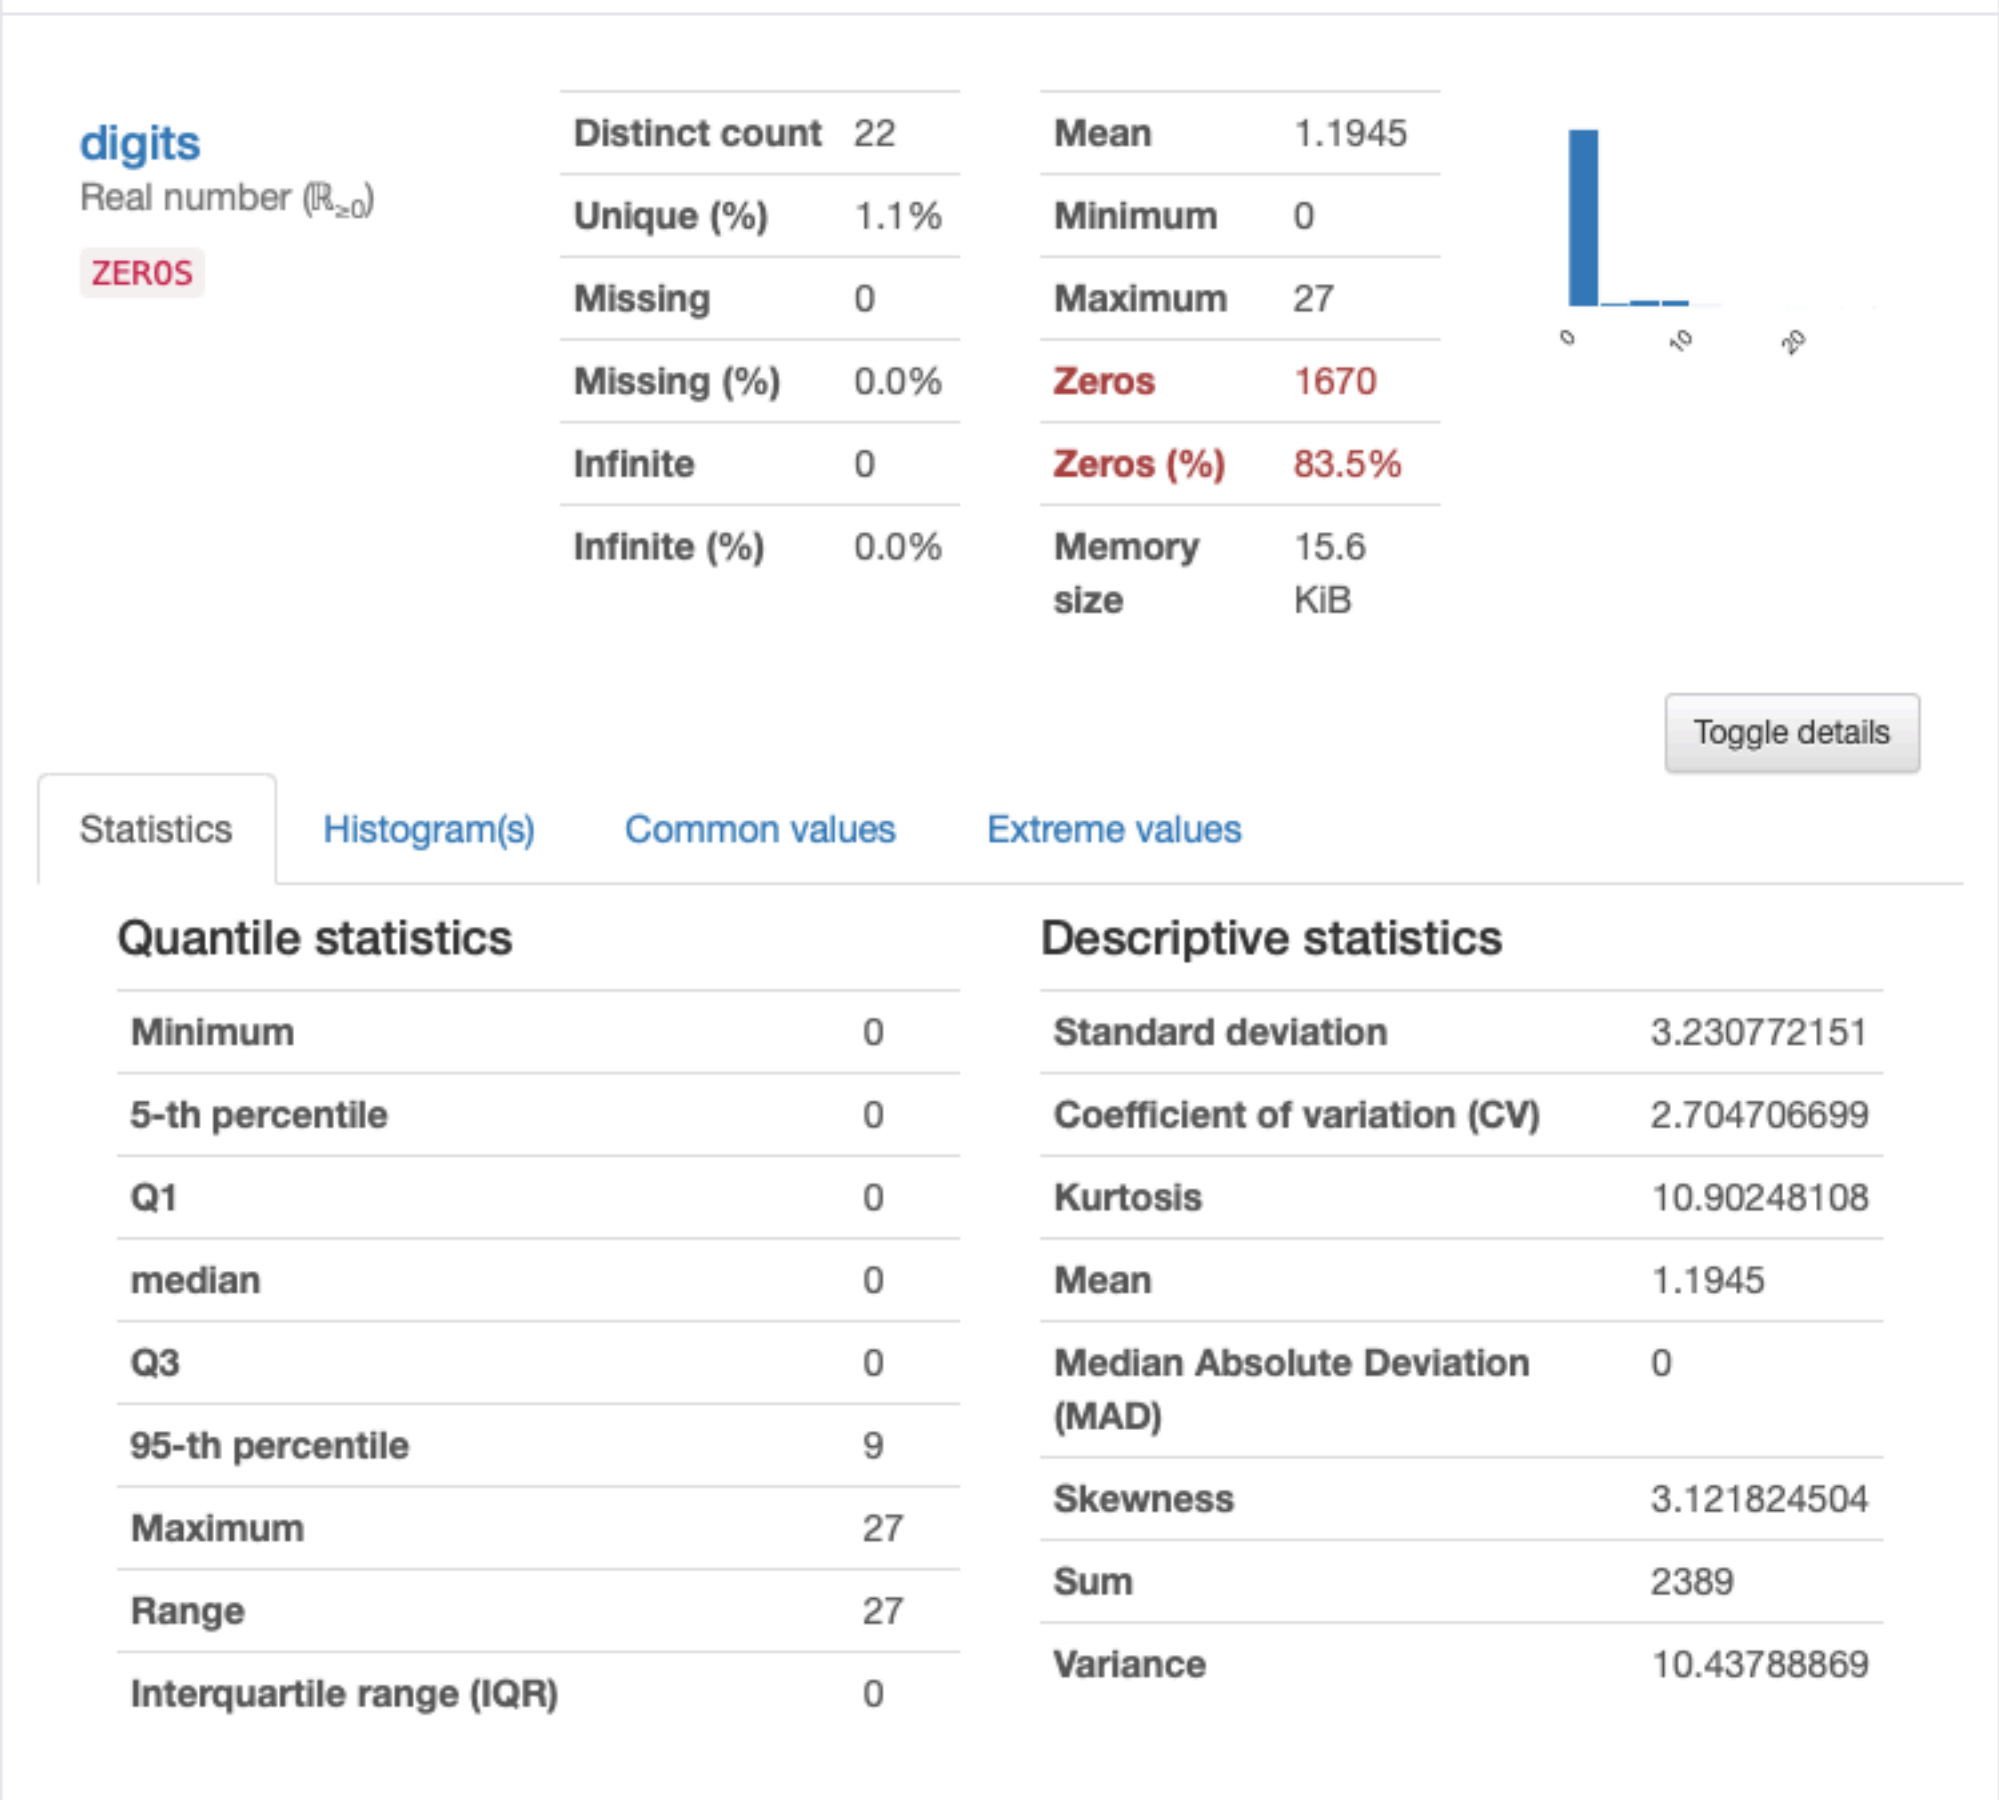 digits
Real number (ℝ≥0)
ZEROS
Distinct count 22
Unique (%) 1.1%
Missing 0
Missing (%) 0.0%
Infinite 0
Infinite (%) 0.0%
Mean 1.1945
Minimum 0
Maximum 27
Zeros 1670
Zeros (%) 83.5%
Memory size 15.6 KiB
0 10 20
Toggle details
Statistics Histogram(s) Common values Extreme values
Quantile statistics
Minimum 0
5-th percentile 0
Q1 0
median 0
Q3 0
95-th percentile 9
Maximum 27
Range 27
Interquartile range (IQR) 0
Descriptive statistics
Standard deviation 3.230772151
Coefficient of variation (CV) 2.704706699
Kurtosis 10.90248108
Mean 1.1945
Median Absolute Deviation (MAD) 0
Skewness 3.121824504
Sum 2389
Variance 10.43788869